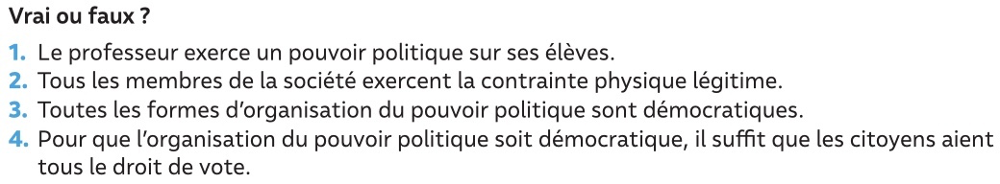 Vrai ou faux ?
1. Le professeur exerce un pouvoir politique sur ses élèves.
2. Tous les membres de la société exercent la contrainte physique légitime.
3. Toutes les formes d’organisation du pouvoir politique sont démocratiques.
4. Pour que l’organisation du pouvoir politique soit démocratique, il suffit que les citoyens aient
tous le droit de vote.